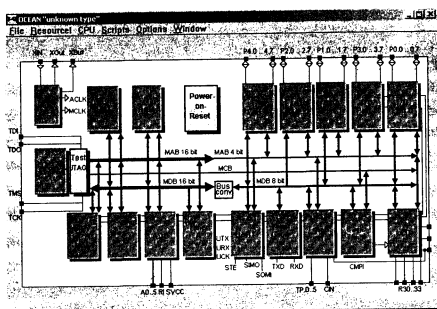 OCEAN "unknown type"
File Resource! CPU Scripts Options Window
XIN XOut XBuf P4.0 4.7 P2.0 2.7 P1.0 1.7 P3.0 3.7 P0.0 0.7
ACLK
MCLK
Power-
on-
Reset
TDI
TDO
Test
JTAG
MAB 16 bit MAB 4 bit
MCB
MDB 16 bit Bus conv MDB 8 bit
TMS
TCK
UTX
URX
UCK
STE SIMO SOMI TXD RXD CMPI
A0..5 RI SVCC TP.0..5 CIN R30..33